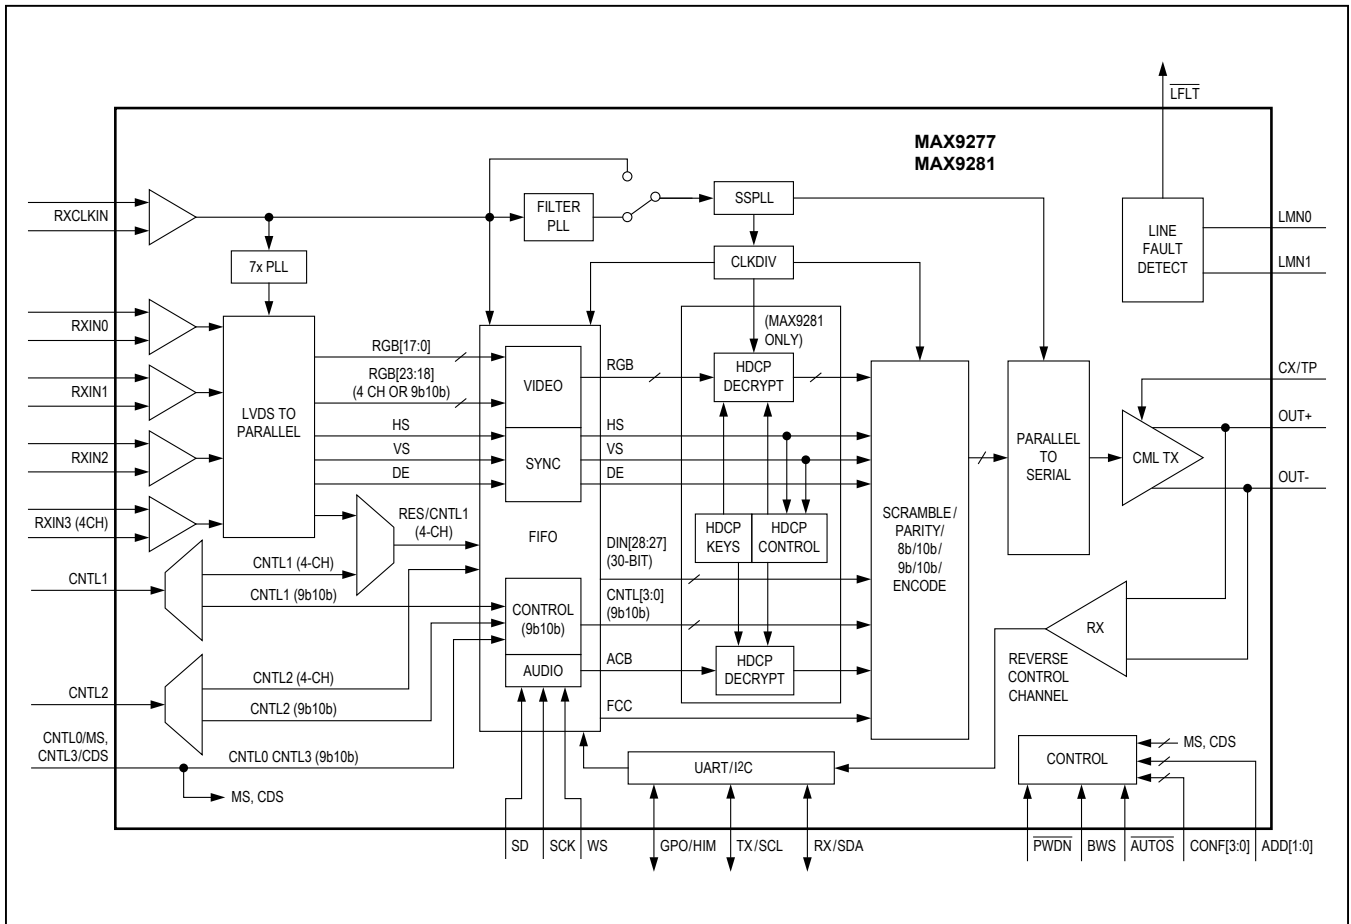 LFLT
MAX9277
MAX9281
RXCLKIN
FILTER
PLL
SSPLL
LINE
FAULT
DETECT
LMN0
LMN1
7x PLL
CLKDIV
RXIN0
RXIN1
RXIN2
RXIN3 (4CH)
LVDS TO
PARALLEL
RGB[17:0]
RGB[23:18]
(4 CH OR 9b10b)
HS
VS
DE
RES/CNTL1
(4-CH)
VIDEO
SYNC
FIFO
CONTROL
(9b10b)
AUDIO
RGB
HS
VS
DE
DIN[28:27]
(30-BIT)
CNTL[3:0]
(9b10b)
ACB
FCC
(MAX9281
ONLY)
HDCP
DECRYPT
HDCP
KEYS
HDCP
CONTROL
HDCP
DECRYPT
SCRAMBLE/
PARITY/
8b/10b/
9b/10b/
ENCODE
PARALLEL
TO
SERIAL
CML TX
CX/TP
OUT+
OUT-
RX
REVERSE
CONTROL
CHANNEL
CNTL1
CNTL1 (4-CH)
CNTL1 (9b10b)
CNTL2
CNTL2 (4-CH)
CNTL2 (9b10b)
CNTL0/MS,
CNTL3/CDS
CNTL0 CNTL3 (9b10b)
MS, CDS
UART/I2C
CONTROL
MS, CDS
SD
SCK
WS
GPO/HIM
TX/SCL
RX/SDA
PWDN
BWS
AUTOS
CONF[3:0]
ADD[1:0]